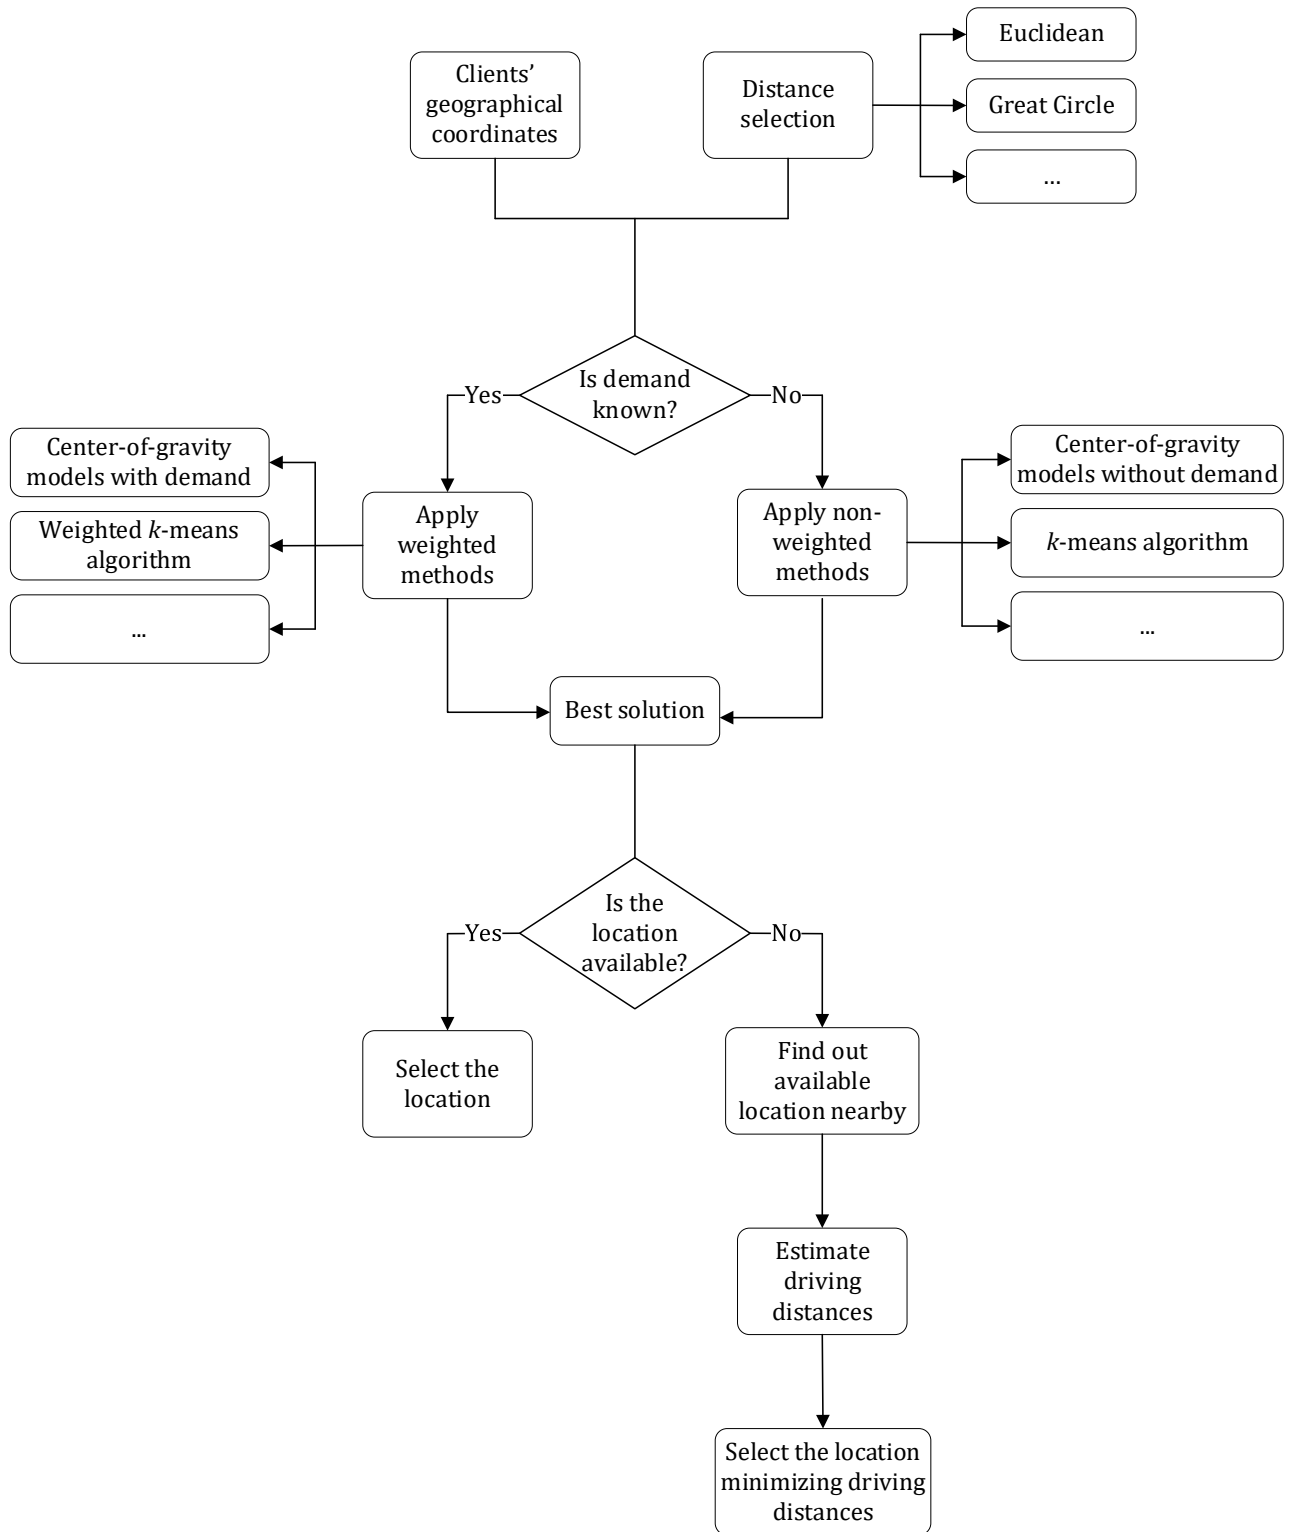 Euclidean
Clients’
geographical
coordinates
Distance
selection
Great Circle
...
Is demand
known?
Yes
No
Center-of-gravity
models with demand
Center-of-gravity
models without demand
Weighted k-means
algorithm
Apply
weighted
methods
Apply non-
weighted
methods
k-means algorithm
...
...
Best solution
Is the
location
available?
Yes
No
Select the
location
Find out
available
location nearby
Estimate
driving
distances
Select the location
minimizing driving
distances